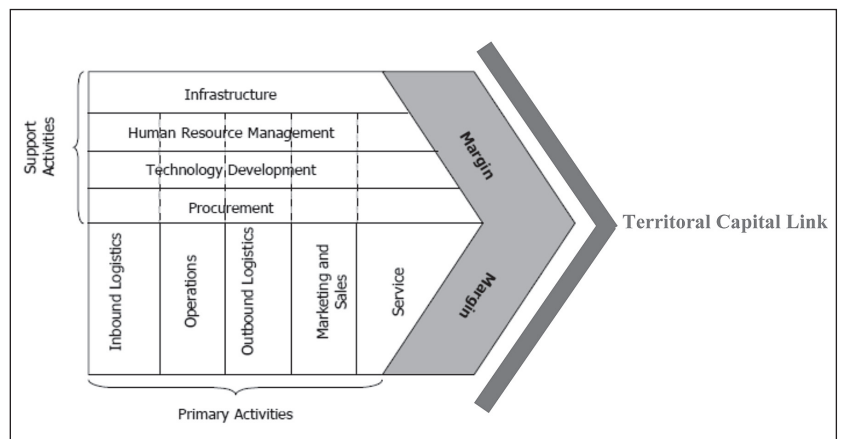 Support
Activities
Infrastructure
Human Resource Management
Technology Development
Procurement
Inbound Logistics
Operations
Outbound Logistics
Marketing and
Sales
Service
Margin
Margin
Territoral Capital Link
Primary Activities